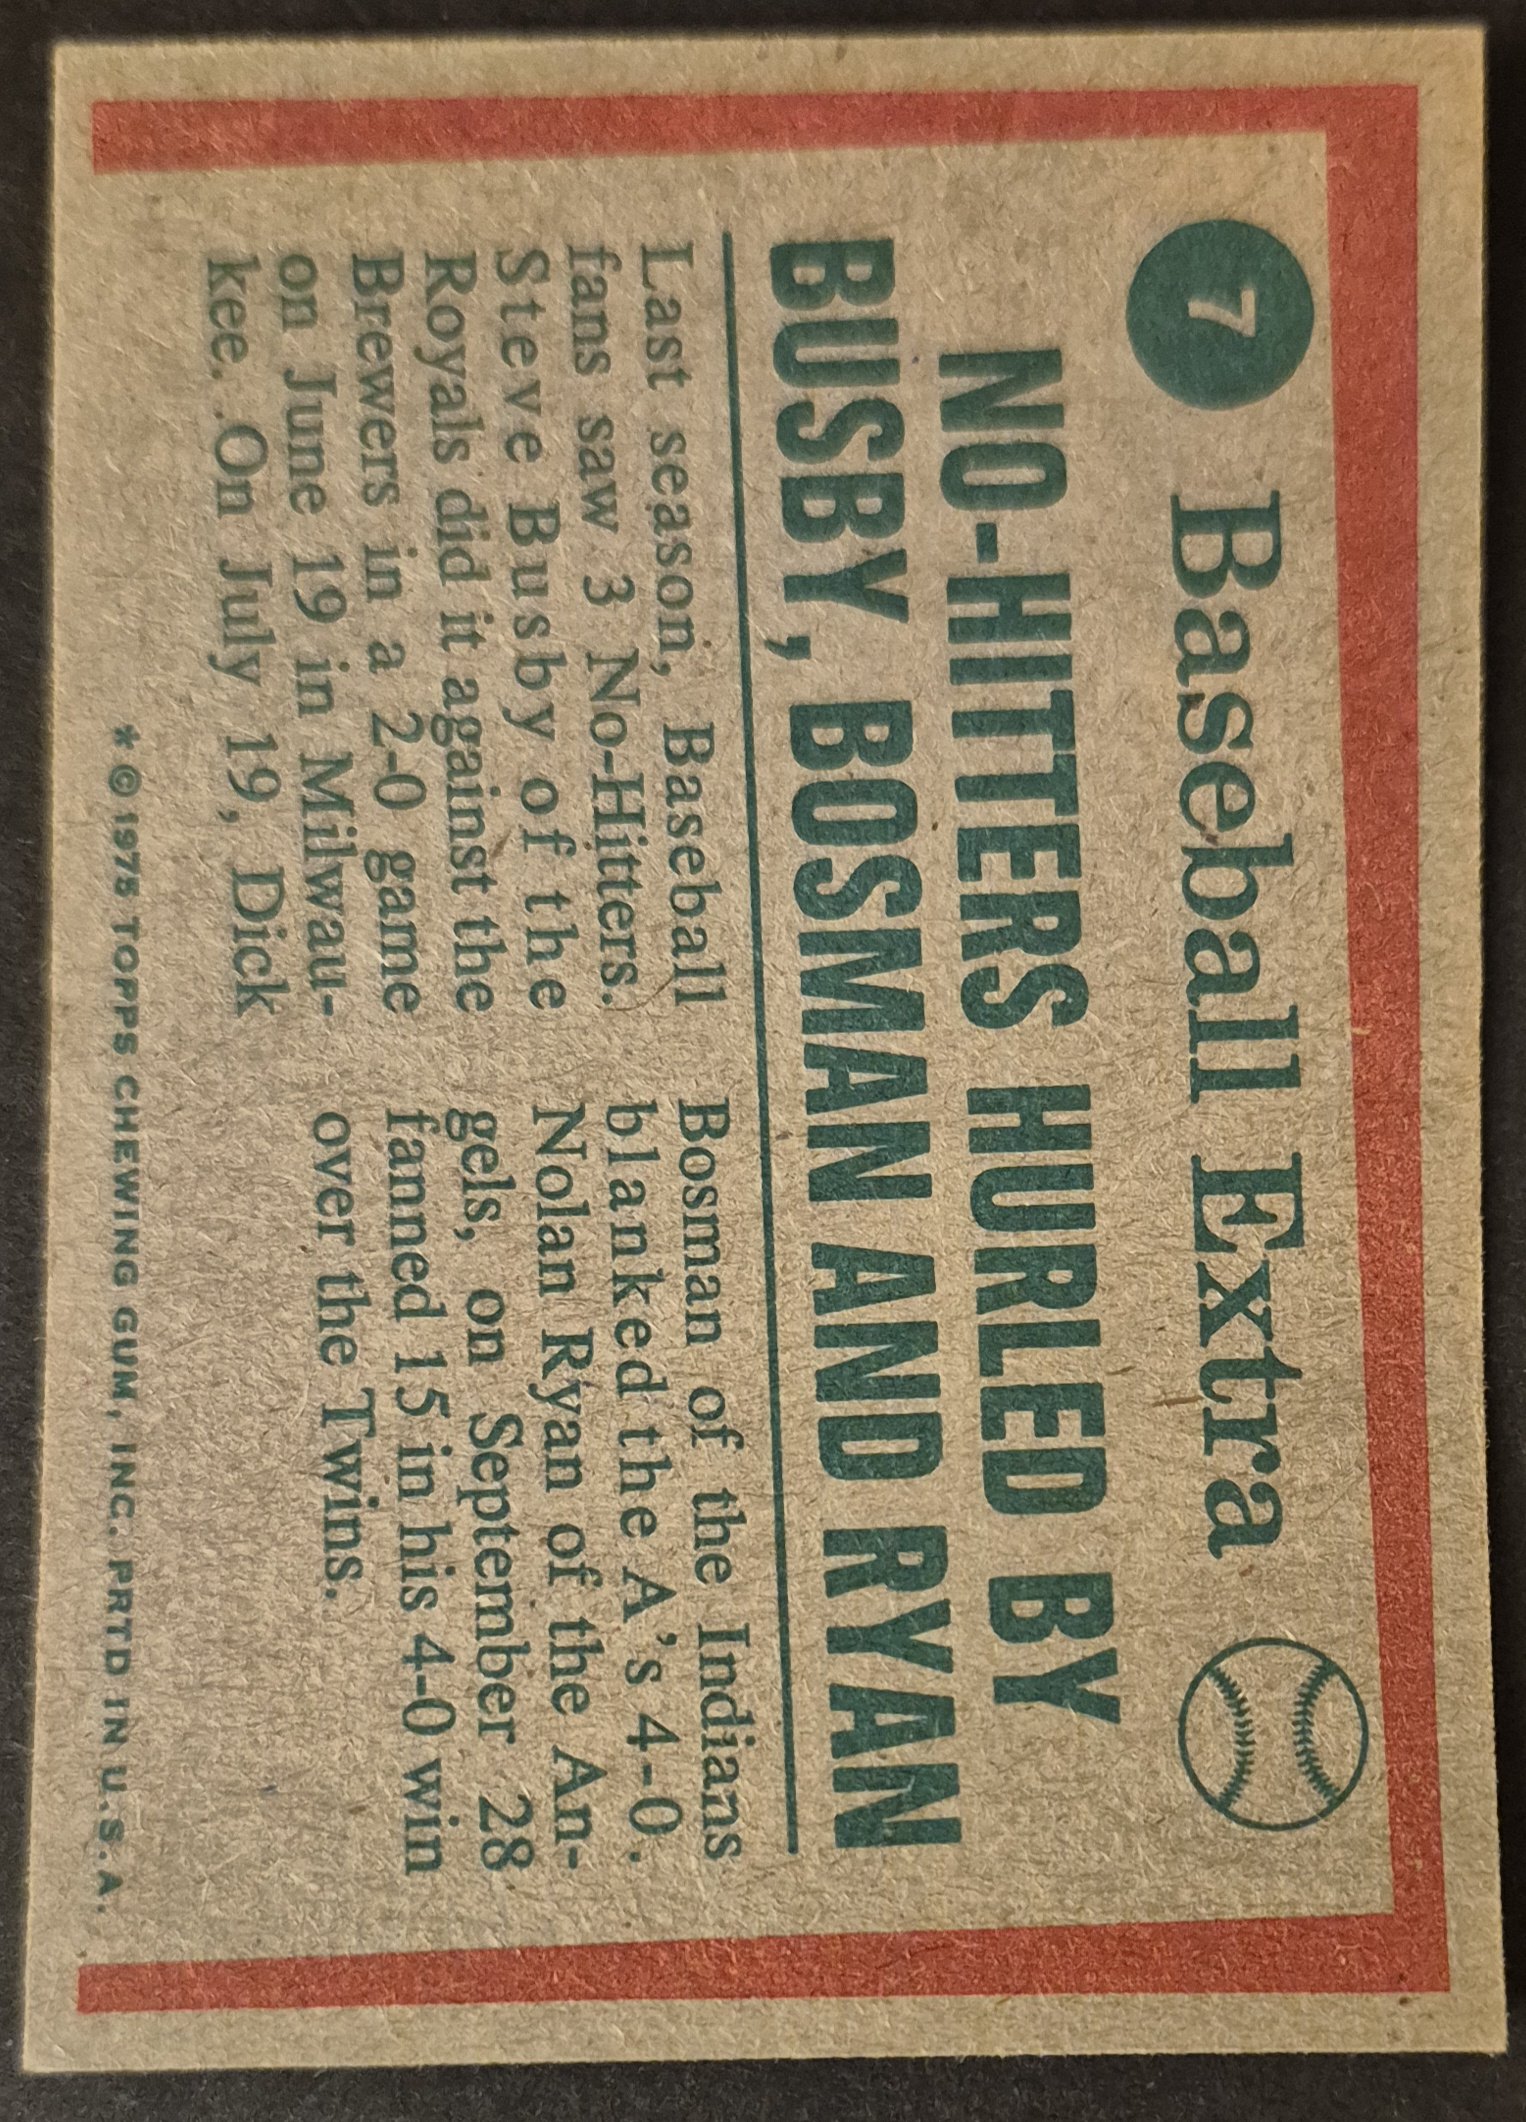 7 Baseball Extra
NO-HITTERS HURLED BY
BUSBY, BOSMAN AND RYAN
Last season, Baseball
fans saw 3 No-Hitters.
Steve Busby of the
Royals did it against the
Brewers in a 2-0 game
on June 19 in Milwau-
kee. On July 19, Dick
Bosman of the Indians
blanked the A's 4-0.
Nolan Ryan of the An-
gels, on September 28
fanned 15 in his 4-0 win
over the Twins.
* © 1975 TOPPS CHEWING GUM, INC. PRTD IN U.S.A.